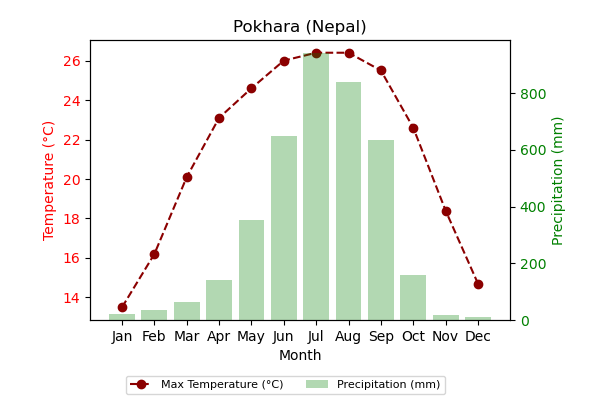 Pokhara (Nepal)
26
24
22
20
18
16
14
Temperature (°C)
800
600
400
200
0
Precipitation (mm)
Jan Feb Mar Apr May Jun Jul Aug Sep Oct Nov Dec
Month
Max Temperature (°C) Precipitation (mm)